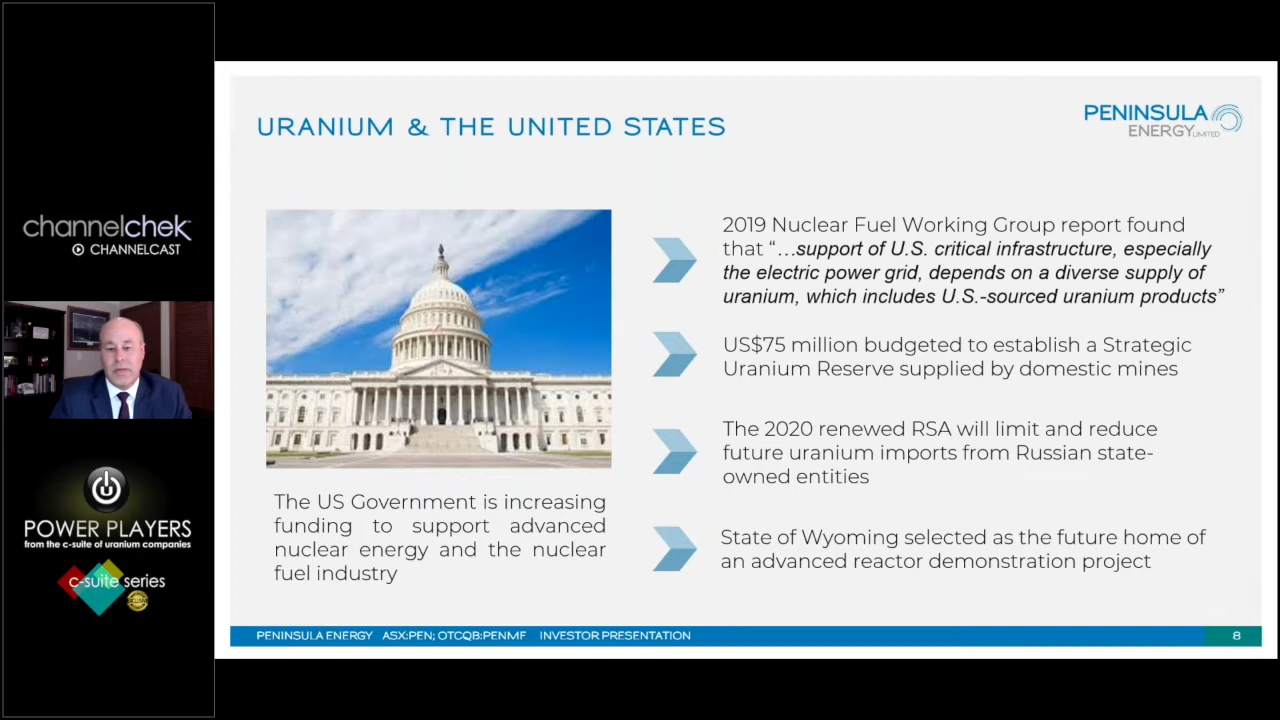 channelchek
CHANNELCAST
POWER PLAYERS
from the c-suite of uranium companies
c-suite series
URANIUM & THE UNITED STATES
PENINSULA
ENERGY LIMITED
The US Government is increasing
funding to support advanced
nuclear energy and the nuclear
fuel industry
2019 Nuclear Fuel Working Group report found
that “…support of U.S. critical infrastructure, especially
the electric power grid, depends on a diverse supply of
uranium, which includes U.S.-sourced uranium products”
US$75 million budgeted to establish a Strategic
Uranium Reserve supplied by domestic mines
The 2020 renewed RSA will limit and reduce
future uranium imports from Russian state-
owned entities
State of Wyoming selected as the future home of
an advanced reactor demonstration project
PENINSULA ENERGY ASX:PEN; OTCQB:PENMF INVESTOR PRESENTATION
8